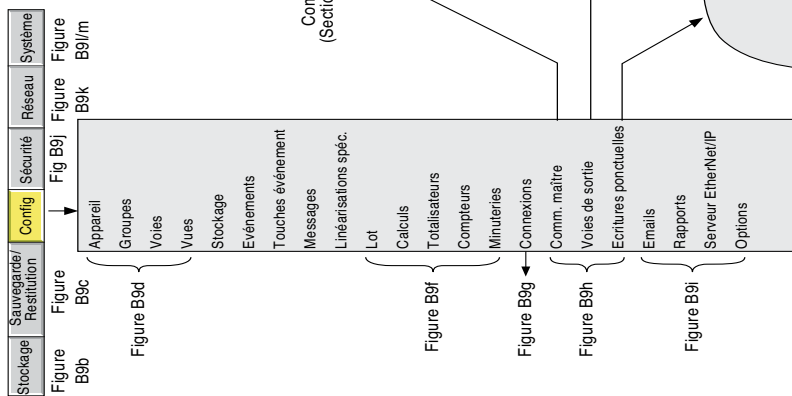 Stockage
Sauvegarde/
Restitution
Config
Sécurité
Réseau
Système
Figure
B9b
Figure
B9c
Fig B9j
Figure
B9k
Figure
B9l/m
Appareil
Groupes
Voies
Vues
Stockage
Evénements
Touches événement
Messages
Linéarisations spéc.
Lot
Calculs
Totalisateurs
Compteurs
Minuteries
Connexions
Comm. maître
Voies de sortie
Ecritures ponctuelles
Emails
Rapports
Serveur EtherNet/IP
Options
Figure B9d
Figure B9f
Figure B9g
Figure B9h
Figure B9i
Con
(Section